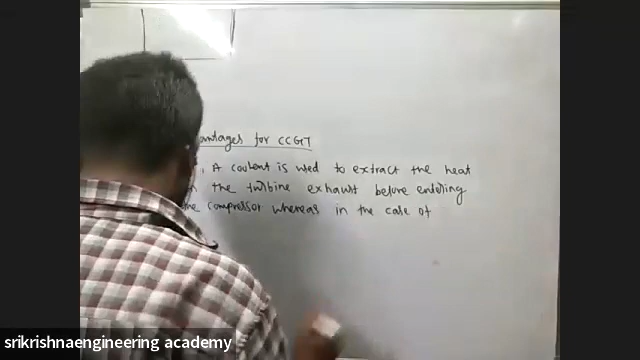 antages for CCGT
, A coolent is used to extract the heat
the turbine exhaust before entering
the compressor whereas in the case of
srikrishnaengineering academy